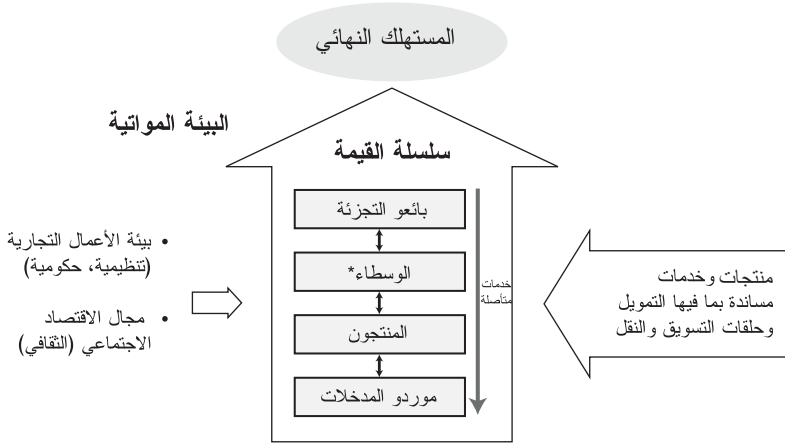 المستهلك النهائي
البيئة المواتية
سلسلة القيمة
بائعو التجزئة
الوسطاء*
المنتجون
موردو المدخلات
خدمات
متأصلة
• بيئة الأعمال التجارية
(تنظيمية، حكومية)
• مجال الاقتصاد
الاجتماعي (الثقافي)
منتجات وخدمات
مساندة بما فيها التمويل
وحلقات التسويق والنقل